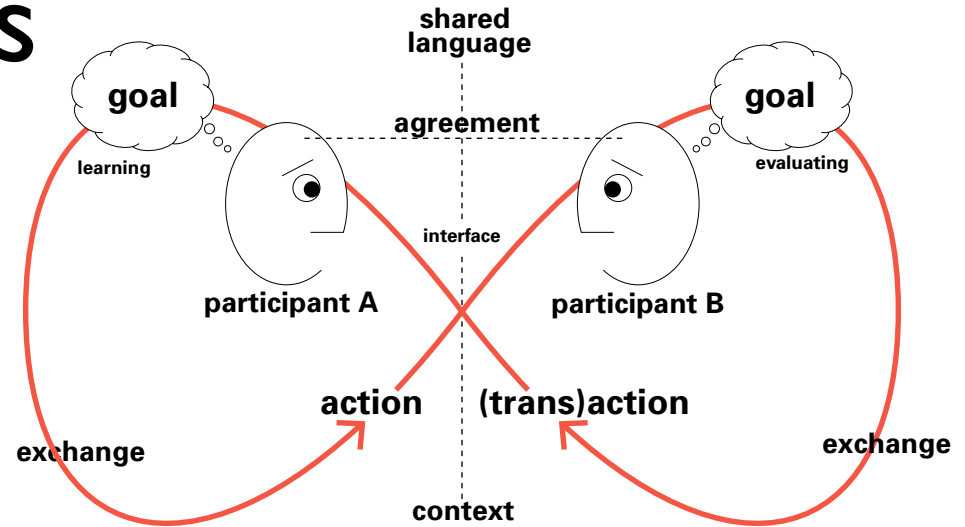 S
shared
language
goal
goal
agreement
learning
evaluating
interface
participant A
participant B
action
(trans)action
exchange
exchange
context